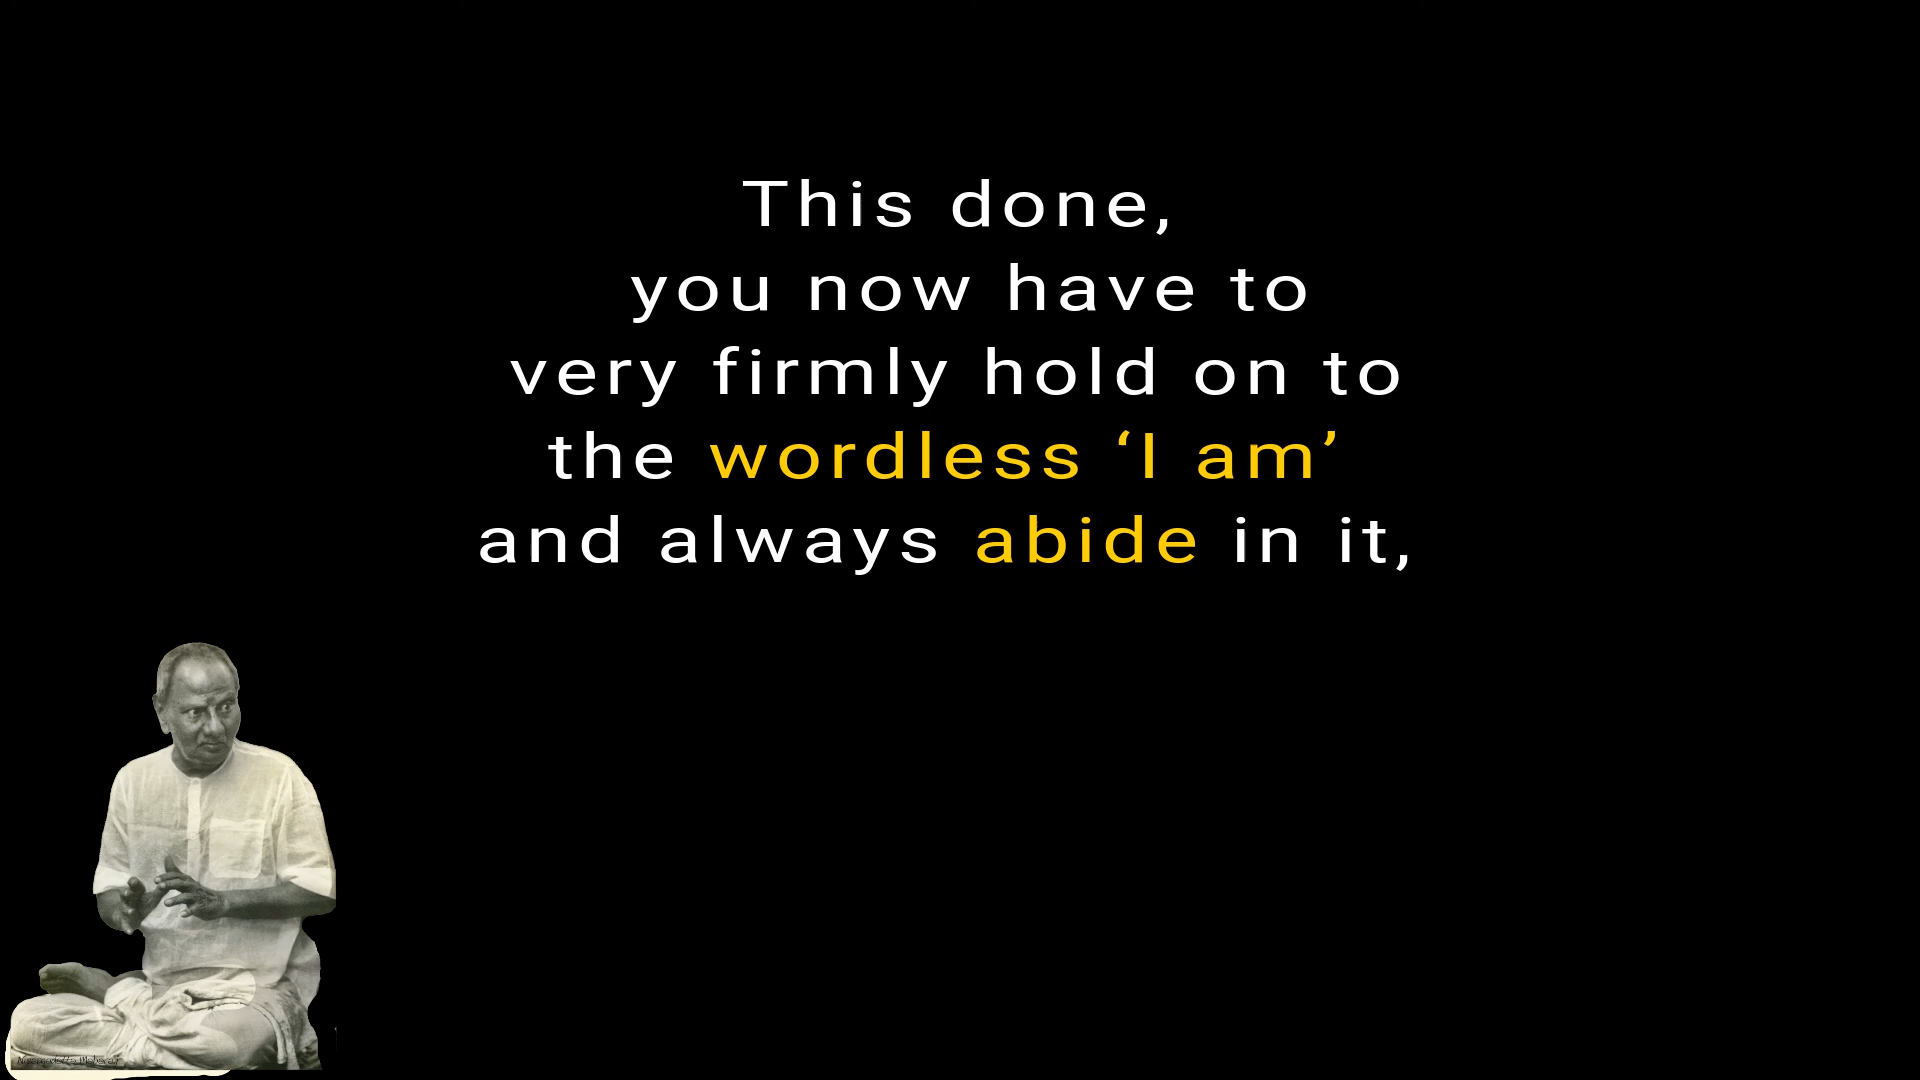 This done,
you now have to
very firmly hold on to
the wordless ‘I am’
and always abide in it,